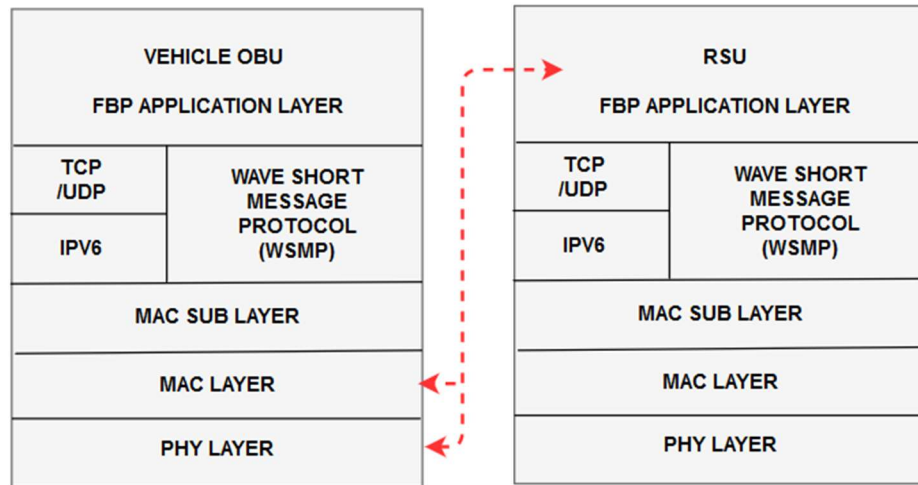 VEHICLE OBU
FBP APPLICATION LAYER
TCP
/UDP
IPV6
WAVE SHORT
MESSAGE
PROTOCOL
(WSMP)
MAC SUB LAYER
MAC LAYER
PHY LAYER
RSU
FBP APPLICATION LAYER
TCP
/UDP
IPV6
WAVE SHORT
MESSAGE
PROTOCOL
(WSMP)
MAC SUB LAYER
MAC LAYER
PHY LAYER